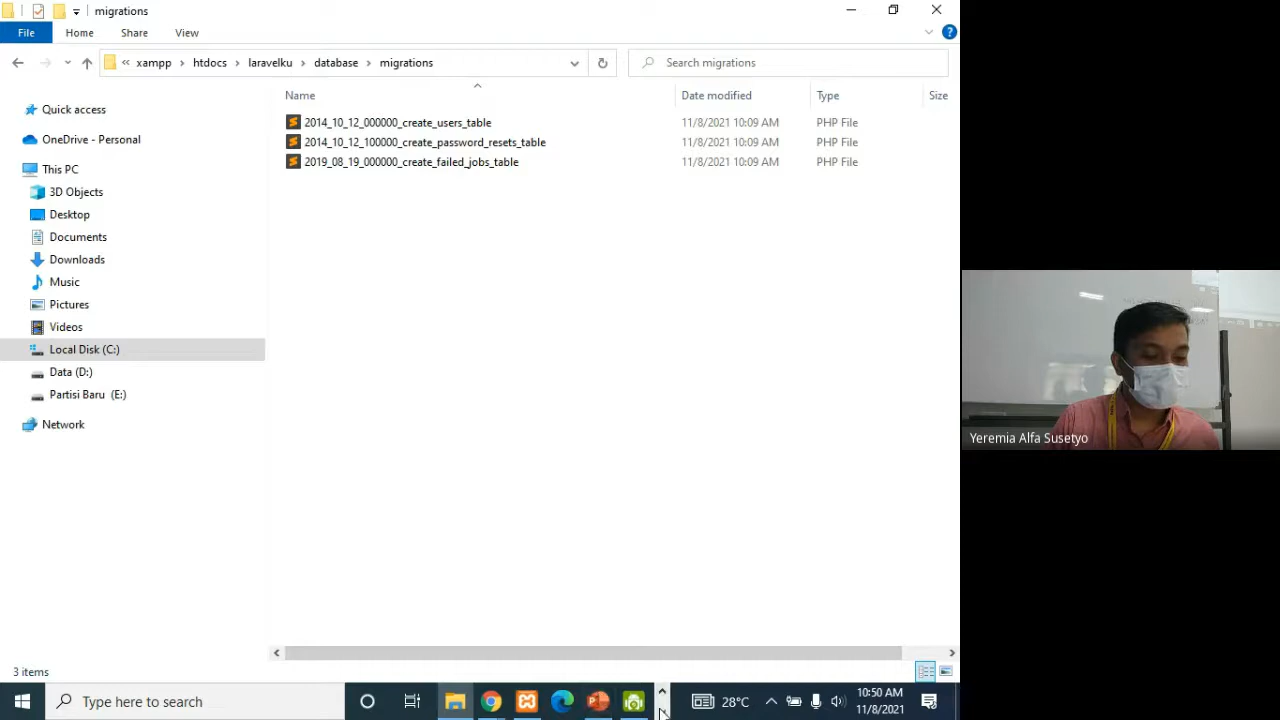 migrations
File Home Share View
« xampp › htdocs › laravelku › database › migrations
Search migrations
Name Date modified Type Size
2014_10_12_000000_create_users_table 11/8/2021 10:09 AM PHP File
2014_10_12_100000_create_password_resets_table 11/8/2021 10:09 AM PHP File
2019_08_19_000000_create_failed_jobs_table 11/8/2021 10:09 AM PHP File
Quick access
OneDrive - Personal
This PC
3D Objects
Desktop
Documents
Downloads
Music
Pictures
Videos
Local Disk (C:)
Data (D:)
Partisi Baru (E:)
Network
3 items
Yeremia Alfa Susetyo
Type here to search
28°C
10:50 AM
11/8/2021